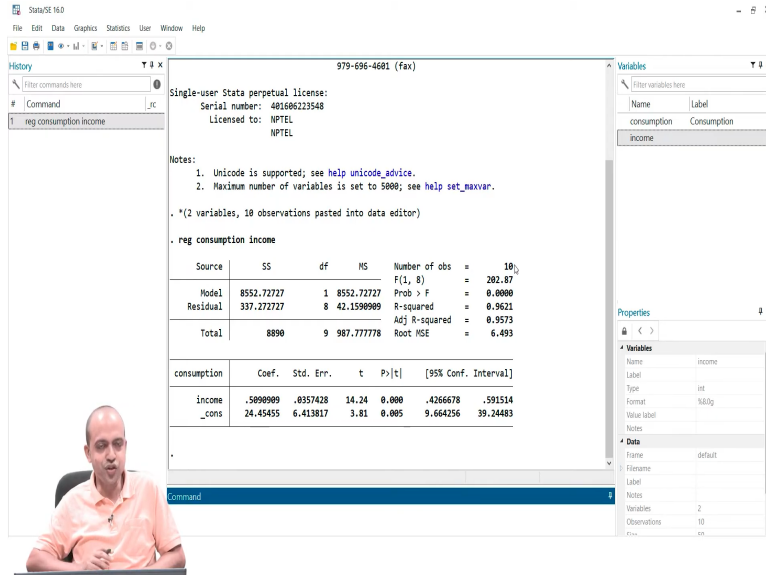 Stata/SE 16.0
File Edit Data Graphics Statistics User Window Help
History
Filter commands here
# Command _rc
1 reg consumption income
979-696-4601 (fax)
Single-user Stata perpetual license:
Serial number: 401606223548
Licensed to: NPTEL
NPTEL
Notes:
1. Unicode is supported; see help unicode_advice.
2. Maximum number of variables is set to 5000; see help set_maxvar.
. *(2 variables, 10 observations pasted into data editor)
. reg consumption income
Source SS df MS Number of obs = 10
F(1, 8) = 202.87
Model 8552.72727 1 8552.72727 Prob > F = 0.0000
Residual 337.272727 8 42.1590909 R-squared = 0.9621
Adj R-squared = 0.9573
Total 8890 9 987.777778 Root MSE = 6.493
consumption Coef. Std. Err. t P>|t| [95% Conf. Interval]
income .5090909 .0357428 14.24 0.000 .4266678 .591514
_cons 24.45455 6.413817 3.81 0.005 9.664256 39.24483
.
Command
Variables
Filter variables here
Name Label
consumption Consumption
income
Properties
Variables
Name income
Label
Type int
Format %8.0g
Value label
Notes
Data
Frame default
Filename
Label
Notes
Variables 2
Observations 10